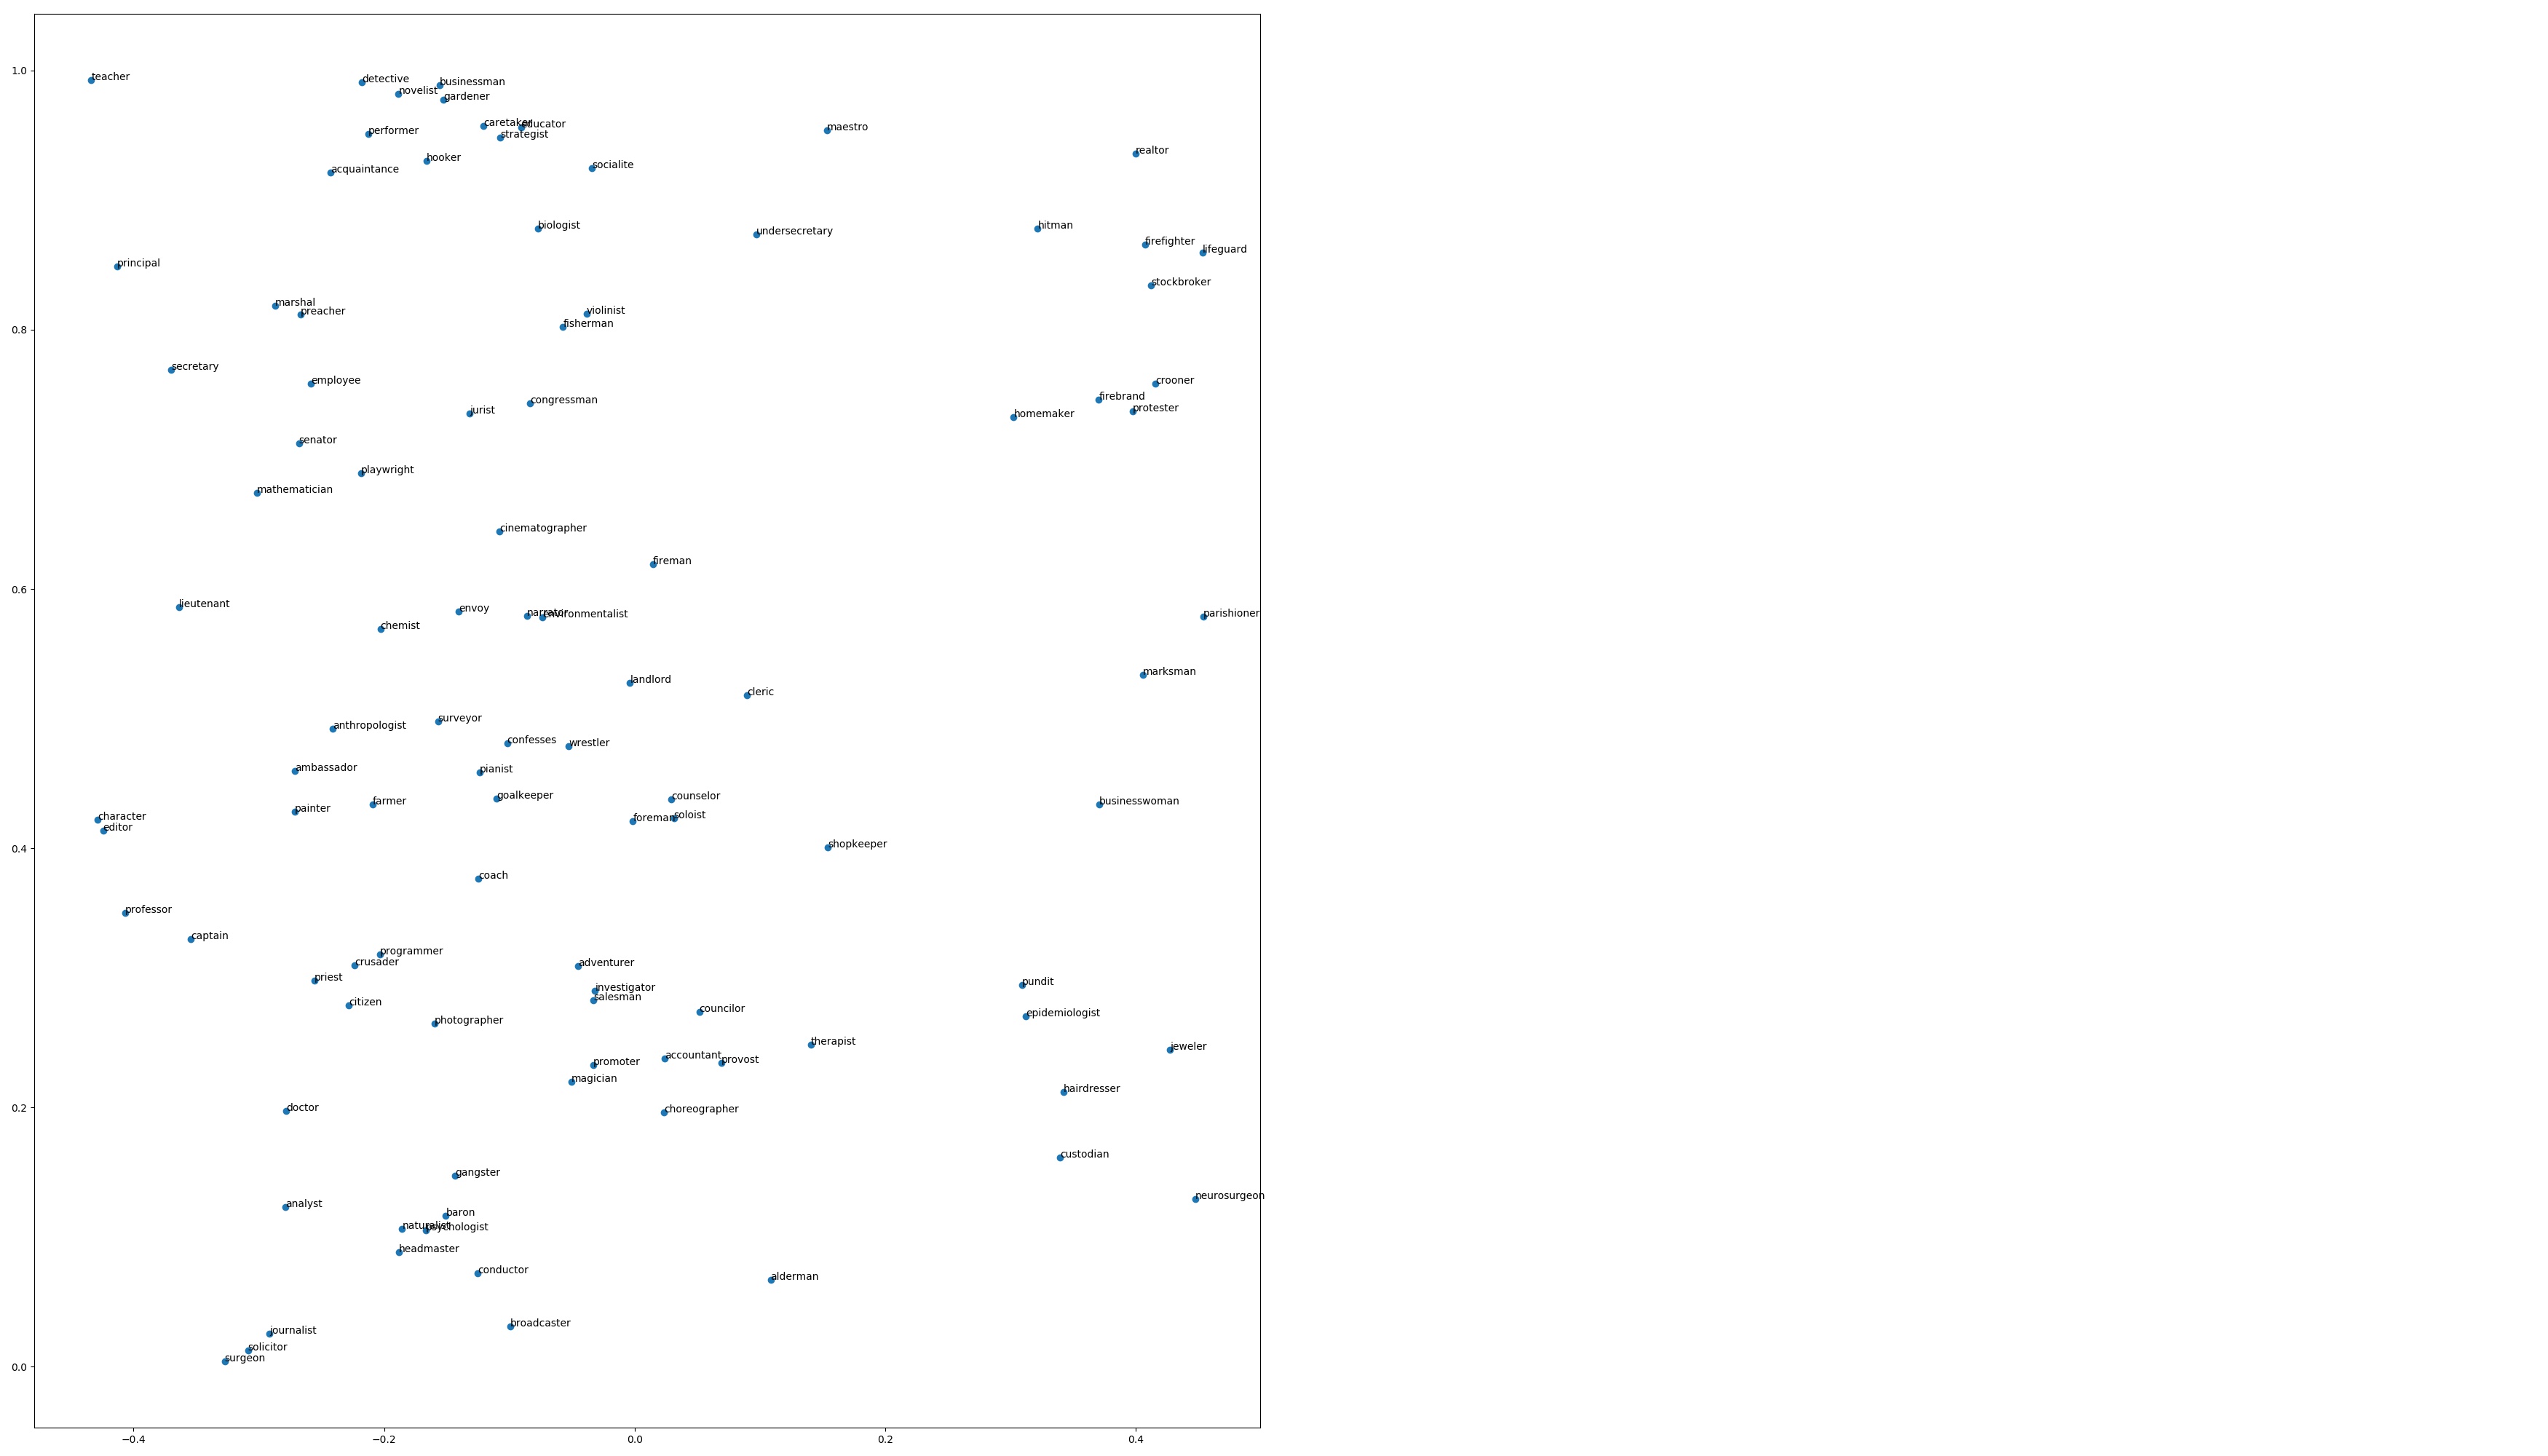 1.0
teacher
detective
businessman
novelist
gardener
caretaker
educator
strategist
maestro
performer
realtor
hooker
socialite
acquaintance
biologist
undersecretary
hitman
firefighter
lifeguard
principal
stockbroker
marshal
preacher
violinist
fisherman
0.8
secretary
employee
crooner
congressman
firebrand
protester
jurist
homemaker
senator
playwright
mathematician
cinematographer
fireman
0.6
lieutenant
envoy
narrator
environmentalist
parishioner
chemist
landlord
marksman
cleric
surveyor
anthropologist
confesses
wrestler
ambassador
pianist
goalkeeper
counselor
businesswoman
painter
farmer
character
editor
foreman
soloist
0.4
shopkeeper
coach
professor
captain
programmer
crusader
adventurer
priest
investigator
salesman
pundit
citizen
councilor
epidemiologist
photographer
therapist
jeweler
promoter
accountant
provost
magician
hairdresser
0.2
doctor
choreographer
custodian
gangster
neurosurgeon
analyst
baron
naturalist
psychologist
headmaster
conductor
alderman
broadcaster
journalist
solicitor
surgeon
0.0
−0.4
−0.2
0.0
0.2
0.4